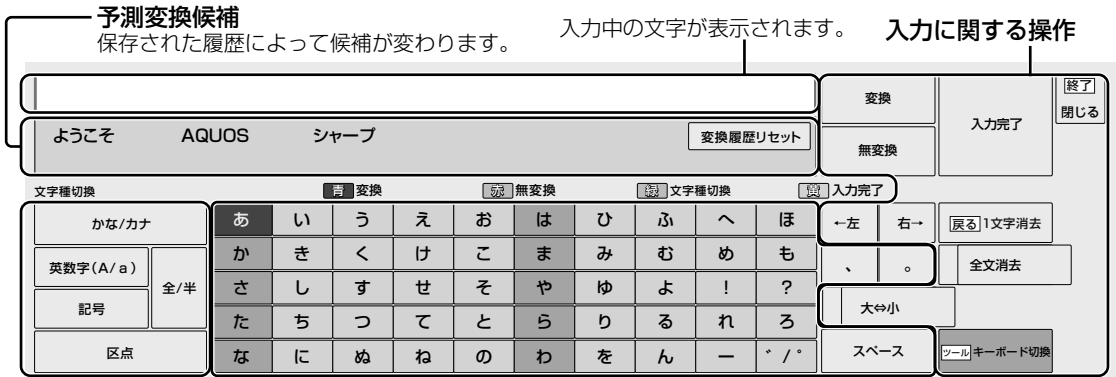 予測変換候補
保存された履歴によって候補が変わります。
入力中の文字が表示されます。
入力に関する操作
変換
入力完了
終了
閉じる
ようこそ AQUOS シャープ 変換履歴リセット
無変換
文字種切換 青 変換 赤 無変換 緑 文字種切換 黄 入力完了
かな/カナ あ い う え お は ひ ふ へ ほ ←左 右→ 戻る 1文字消去
英数字(A/a) か き く け こ ま み む め も 、 。 全文消去
全/半
記号 さ し す せ そ や ゆ よ ! ? 大⇔小
た ち つ て と ら り る れ ろ
区点 な に ぬ ね の わ を ん ー ゛/゜ スペース ツール キーボード切換